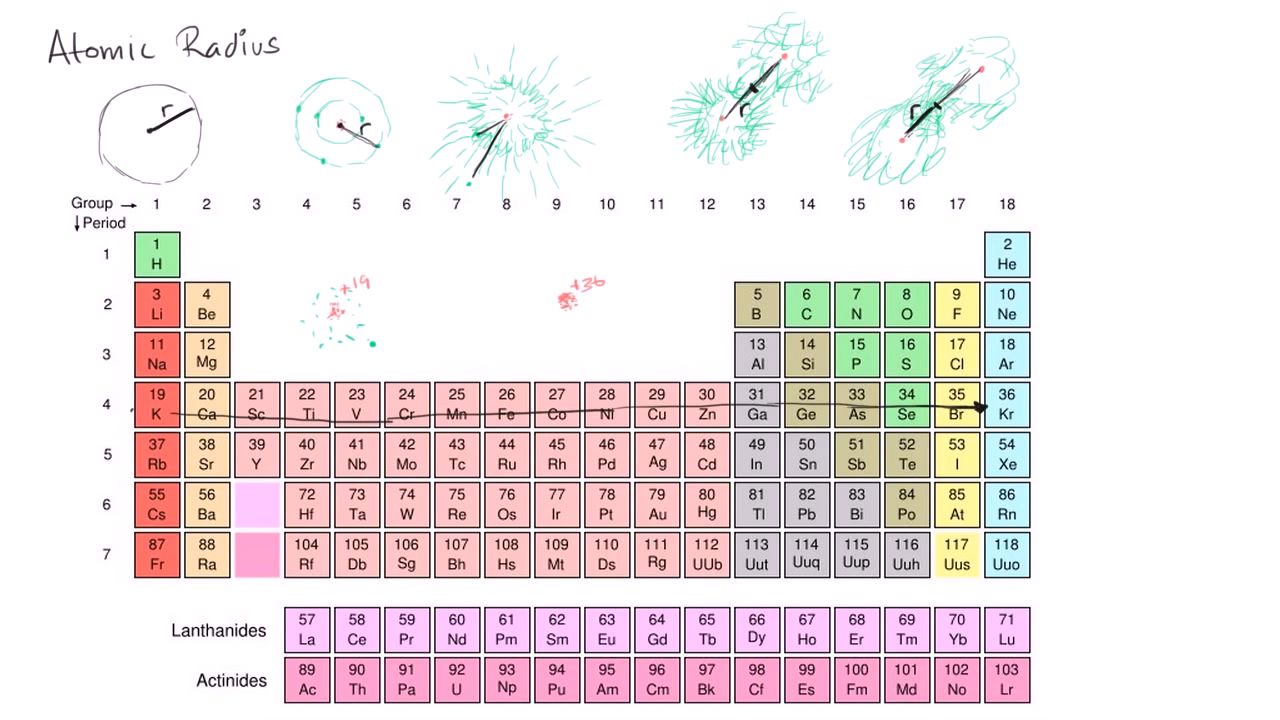 Atomic Radius
r r r r
Group → 1 2 3 4 5 6 7 8 9 10 11 12 13 14 15 16 17 18
↓ Period
1 1 H 2 He
+19 +36
2 3 Li 4 Be 5 B 6 C 7 N 8 O 9 F 10 Ne
3 11 Na 12 Mg 13 Al 14 Si 15 P 16 S 17 Cl 18 Ar
4 19 K 20 Ca 21 Sc 22 Ti 23 V 24 Cr 25 Mn 26 Fe 27 Co 28 Ni 29 Cu 30 Zn 31 Ga 32 Ge 33 As 34 Se 35 Br 36 Kr
5 37 Rb 38 Sr 39 Y 40 Zr 41 Nb 42 Mo 43 Tc 44 Ru 45 Rh 46 Pd 47 Ag 48 Cd 49 In 50 Sn 51 Sb 52 Te 53 I 54 Xe
6 55 Cs 56 Ba 72 Hf 73 Ta 74 W 75 Re 76 Os 77 Ir 78 Pt 79 Au 80 Hg 81 Tl 82 Pb 83 Bi 84 Po 85 At 86 Rn
7 87 Fr 88 Ra 104 Rf 105 Db 106 Sg 107 Bh 108 Hs 109 Mt 110 Ds 111 Rg 112 UUb 113 Uut 114 Uuq 115 Uup 116 Uuh 117 Uus 118 Uuo
Lanthanides 57 La 58 Ce 59 Pr 60 Nd 61 Pm 62 Sm 63 Eu 64 Gd 65 Tb 66 Dy 67 Ho 68 Er 69 Tm 70 Yb 71 Lu
Actinides 89 Ac 90 Th 91 Pa 92 U 93 Np 94 Pu 95 Am 96 Cm 97 Bk 98 Cf 99 Es 100 Fm 101 Md 102 No 103 Lr